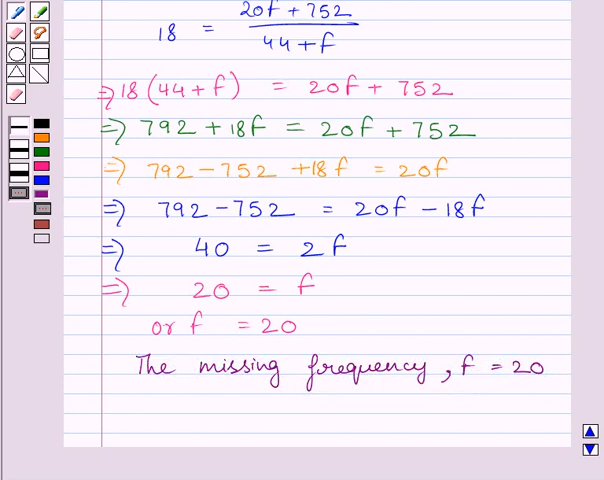 18 = 20f + 752 / 44 + f
⇒ 18 (44 + f) = 20f + 752
⇒ 792 + 18f = 20f + 752
⇒ 792 - 752 + 18f = 20f
⇒ 792 - 752 = 20f - 18f
⇒ 40 = 2f
⇒ 20 = f
or f = 20
The missing frequency, f = 20